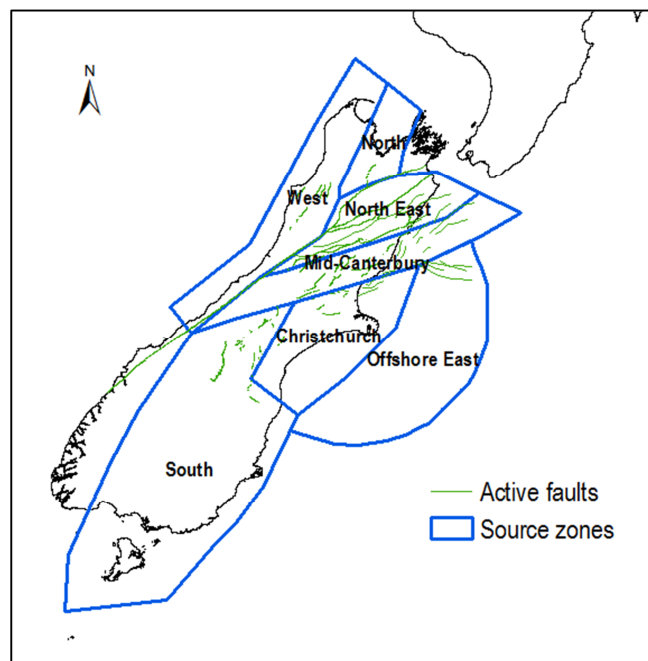 N
North
West
North East
Mid-Canterbury
Christchurch
Offshore East
South
Active faults
Source zones